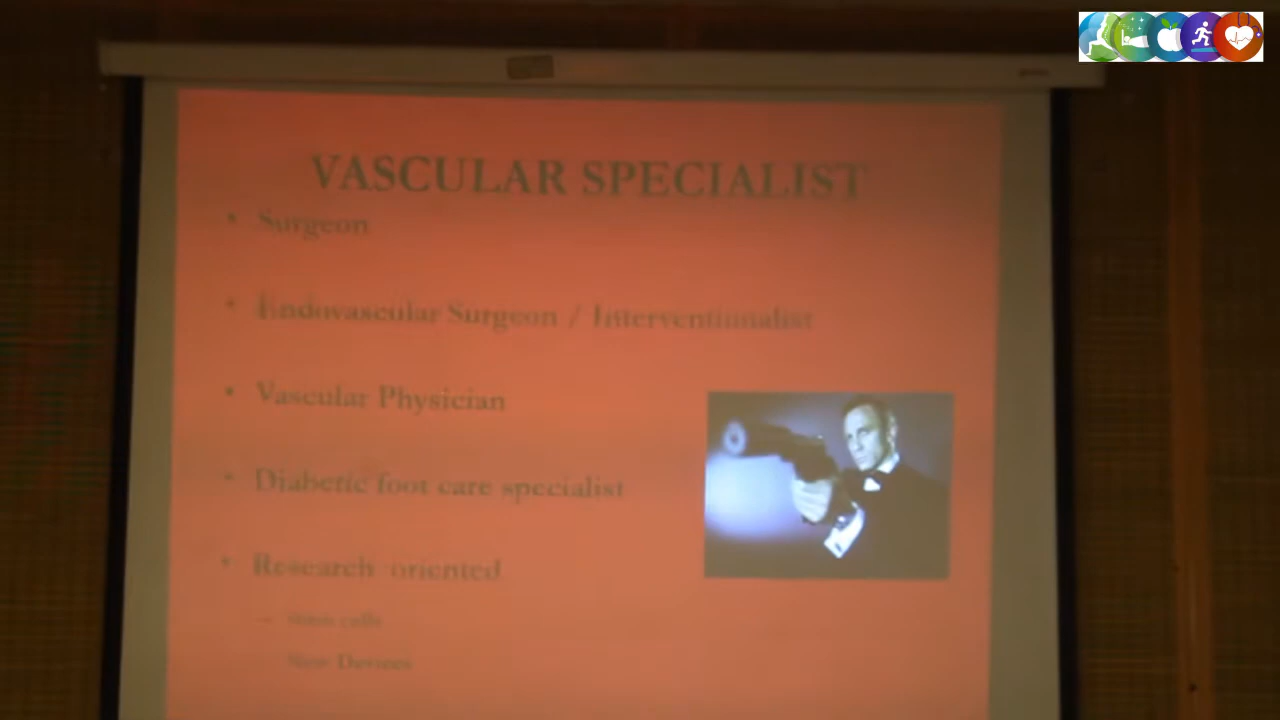 VASCULAR SPECIALIST
• Surgeon
• Endovascular Surgeon / Interventionalist
• Vascular Physician
• Diabetic foot care specialist
• Research oriented
– Stem cells
New Devices